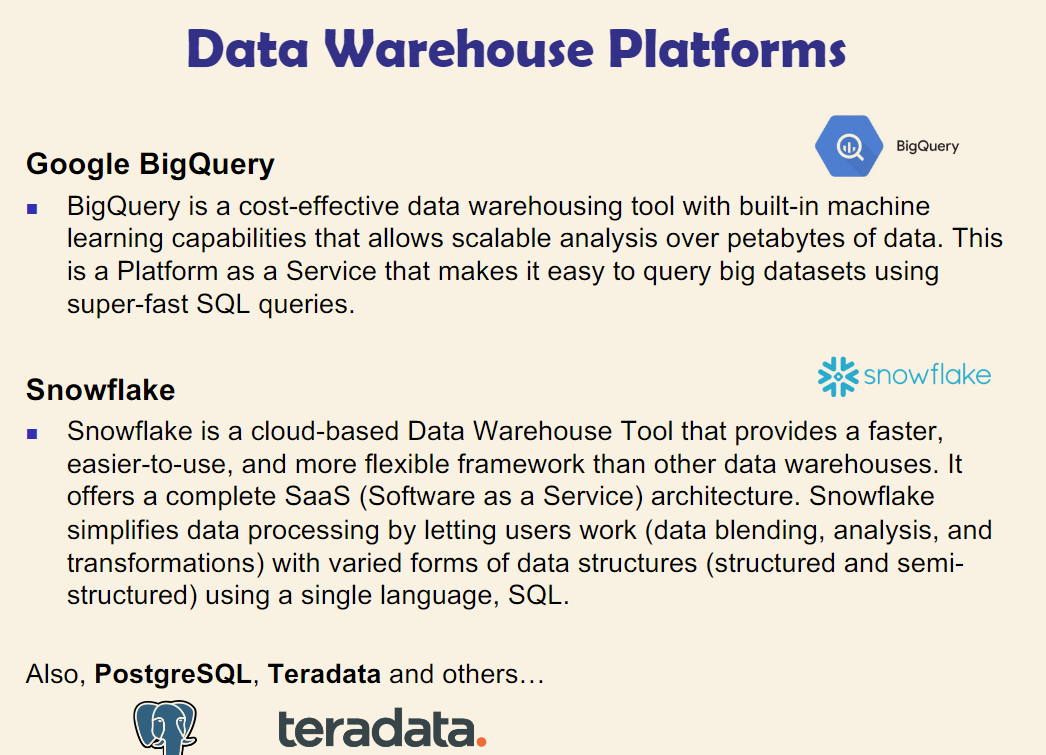 Data Warehouse Platforms
BigQuery
Google BigQuery
BigQuery is a cost-effective data warehousing tool with built-in machine
learning capabilities that allows scalable analysis over petabytes of data. This
is a Platform as a Service that makes it easy to query big datasets using
super-fast SQL queries.
snowflake
Snowflake
Snowflake is a cloud-based Data Warehouse Tool that provides a faster,
easier-to-use, and more flexible framework than other data warehouses. It
offers a complete SaaS (Software as a Service) architecture. Snowflake
simplifies data processing by letting users work (data blending, analysis, and
transformations) with varied forms of data structures (structured and semi-
structured) using a single language, SQL.
Also, PostgreSQL, Teradata and others…
teradata.